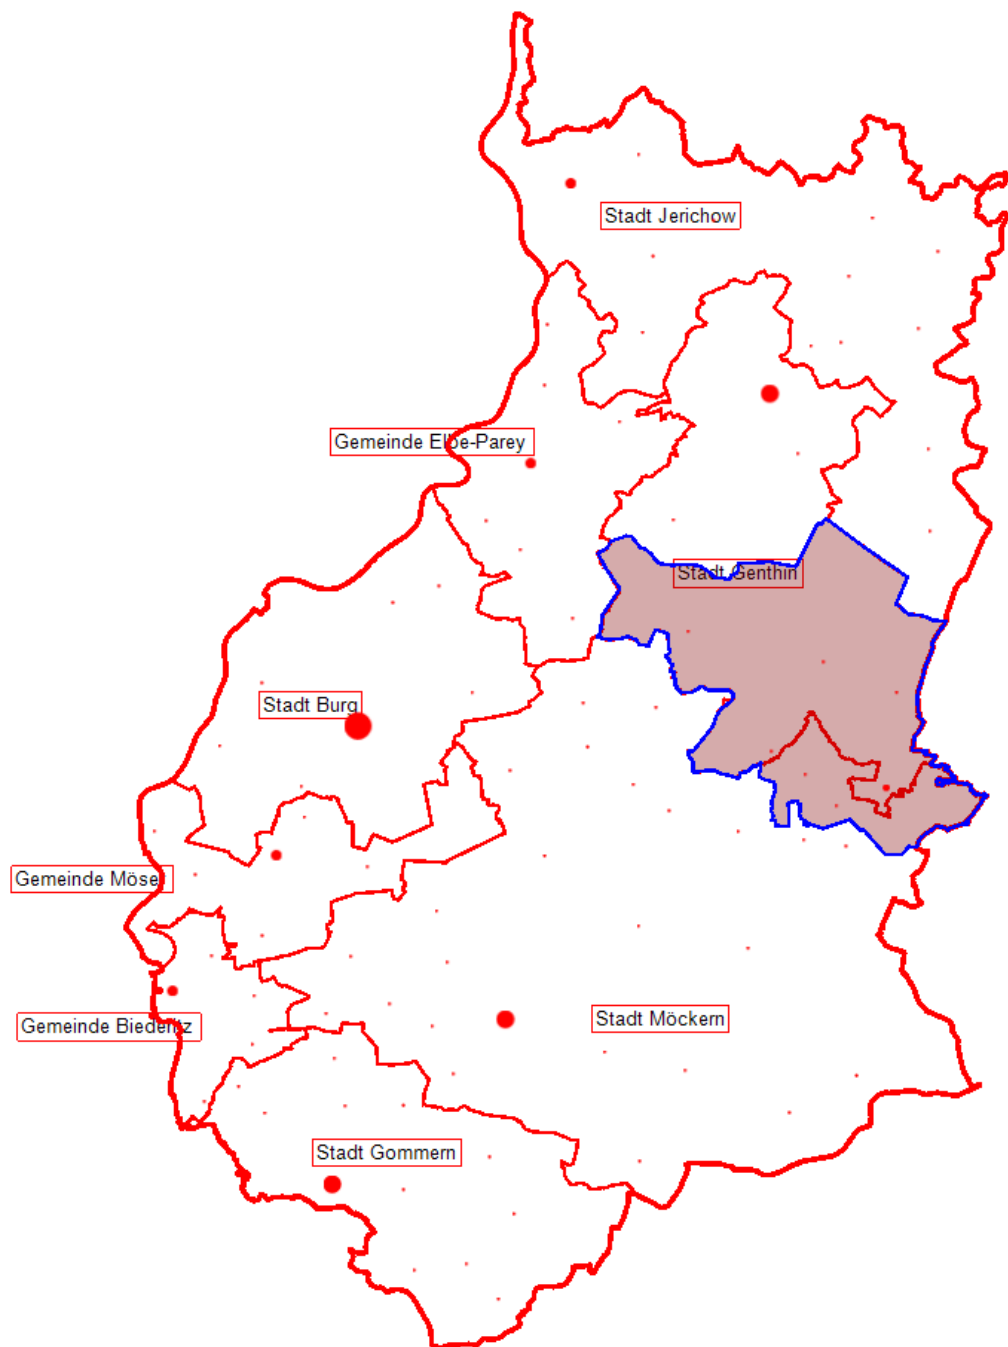 Stadt Jerichow
Gemeinde Elbe-Parey
Stadt Genthin
Stadt Burg
Gemeinde Möser
Stadt Möckern
Gemeinde Biederitz
Stadt Gommern